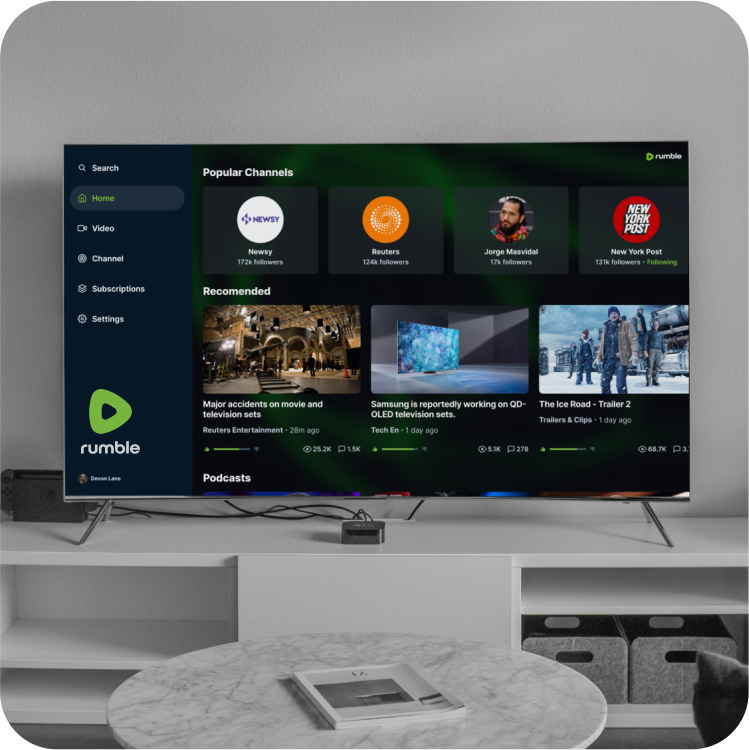 Search
Home
Video
Channel
Subscriptions
Settings
rumble
Devon Lane
rumble
Popular Channels
NEWSY
Newsy
172k followers
Reuters
124k followers
Jorge Masvidal
17k followers
NEW
YORK
POST
New York Post
131k followers • Following
Recomended
Major accidents on movie and
television sets
Reuters Entertainment • 28m ago
25.2K 1.5K
Samsung is reportedly working on QD-
OLED television sets.
Tech En • 1 day ago
5.1K 278
The Ice Road - Trailer 2
Trailers & Clips • 1 day ago
68.7K
Podcasts